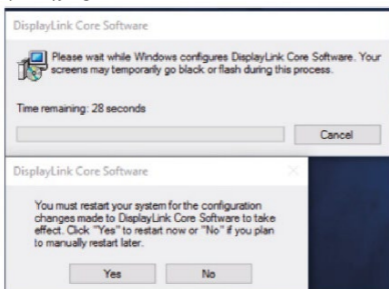 DisplayLink Core Software
Please wait while Windows configures DisplayLink Core Software. Your
screens may temporarily go black or flash during this process.
Time remaining: 28 seconds
Cancel
DisplayLink Core Software
You must restart your system for the configuration
changes made to DisplayLink Core Software to take
effect. Click "Yes" to restart now or "No" if you plan
to manually restart later.
Yes
No